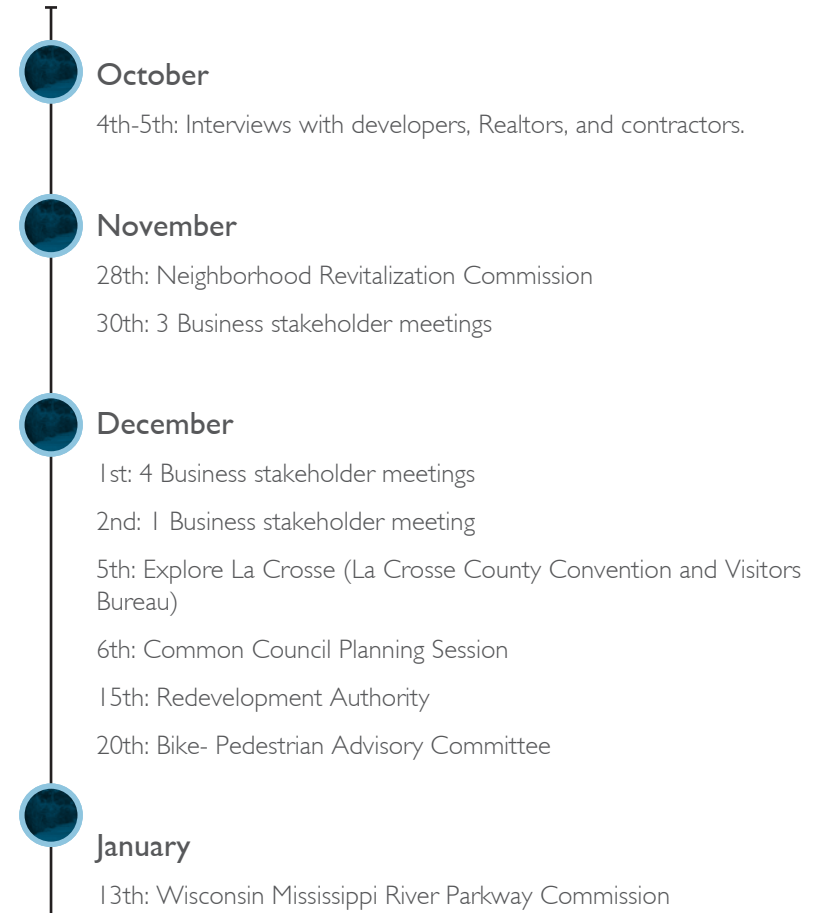 October
4th-5th: Interviews with developers, Realtors, and contractors.
November
28th: Neighborhood Revitalization Commission
30th: 3 Business stakeholder meetings
December
1st: 4 Business stakeholder meetings
2nd: 1 Business stakeholder meeting
5th: Explore La Crosse (La Crosse County Convention and Visitors
Bureau)
6th: Common Council Planning Session
15th: Redevelopment Authority
20th: Bike- Pedestrian Advisory Committee
January
13th: Wisconsin Mississippi River Parkway Commission